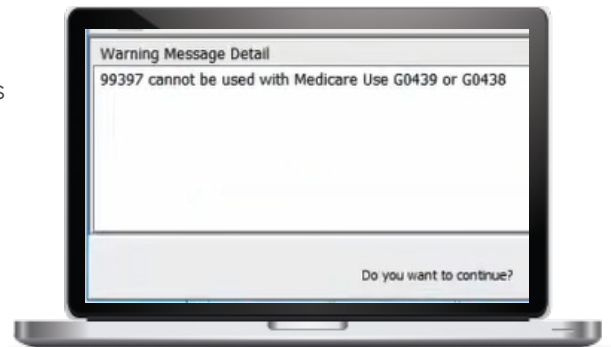 Warning Message Detail
99397 cannot be used with Medicare Use G0439 or G0438
s
Do you want to continue?